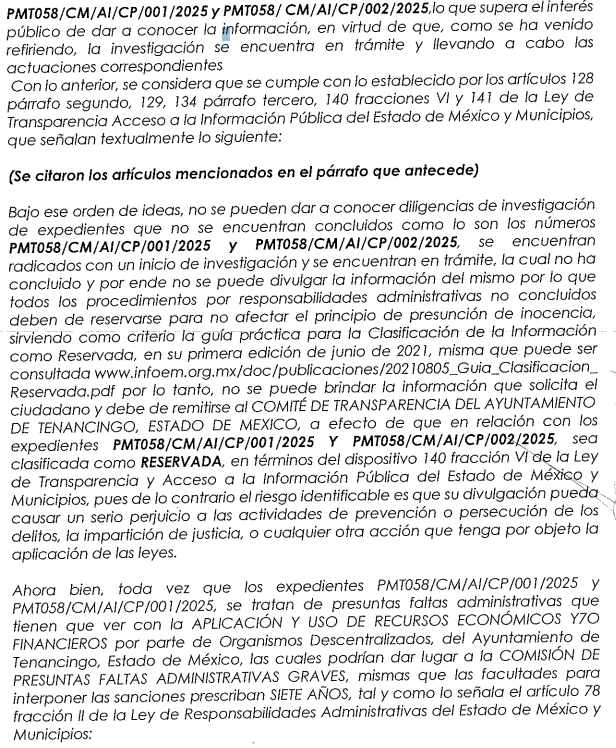 PMT058/CM/AI/CP/001/2025 y PMT058/ CM/AI/CP/002/2025,lo que supera el interés
público de dar a conocer la información, en virtud de que, como se ha venido
refiriendo, la investigación se encuentra en trámite y llevando a cabo las
actuaciones correspondientes
Con lo anterior, se considera que se cumple con lo establecido por los artículos 128
párrafo segundo, 129, 134 párrafo tercero, 140 fracciones VI y 141 de la Ley de
Transparencia Acceso a la Información Pública del Estado de México y Municipios,
que señalan textualmente lo siguiente:
(Se citaron los artículos mencionados en el párrafo que antecede)
Bajo ese orden de ideas, no se pueden dar a conocer diligencias de investigación
de expedientes que no se encuentran concluidos como lo son los números
PMT058/CM/AI/CP/001/2025 y PMT058/CM/AI/CP/002/2025, se encuentran
radicados con un inicio de investigación y se encuentran en trámite, la cual no ha
concluido y por ende no se puede divulgar la información del mismo por lo que
todos los procedimientos por responsabilidades administrativas no concluidos
deben de reservarse para no afectar el principio de presunción de inocencia,
sirviendo como criterio la guía práctica para la Clasificación de la Información
como Reservada, en su primera edición de junio de 2021, misma que puede ser
consultada www.infoem.org.mx/doc/publicaciones/20210805_Guia_Clasificacion_
Reservada.pdf por lo tanto, no se puede brindar la información que solicita el
ciudadano y debe de remitirse al COMITÉ DE TRANSPARENCIA DEL AYUNTAMIENTO
DE TENANCINGO, ESTADO DE MEXICO, a efecto de que en relación con los
expedientes PMT058/CM/AI/CP/001/2025 Y PMT058/CM/AI/CP/002/2025, sea
clasificada como RESERVADA, en términos del dispositivo 140 fracción VI de la Ley
de Transparencia y Acceso a la Información Pública del Estado de México y
Municipios, pues de lo contrario el riesgo identificable es que su divulgación pueda
causar un serio perjuicio a las actividades de prevención o persecución de los
delitos, la impartición de justicia, o cualquier otra acción que tenga por objeto la
aplicación de las leyes.
Ahora bien, toda vez que los expedientes PMT058/CM/AI/CP/001/2025 y
PMT058/CM/AI/CP/001/2025, se tratan de presuntas faltas administrativas que
tienen que ver con la APLICACIÓN Y USO DE RECURSOS ECONÓMICOS Y7O
FINANCIEROS por parte de Organismos Descentralizados, del Ayuntamiento de
Tenancingo, Estado de México, las cuales podrían dar lugar a la COMISIÓN DE
PRESUNTAS FALTAS ADMINISTRATIVAS GRAVES, mismas que las facultades para
interponer las sanciones prescriban SIETE AÑOS, tal y como lo señala el artículo 78
fracción II de la Ley de Responsabilidades Administrativas del Estado de México y
Municipios: